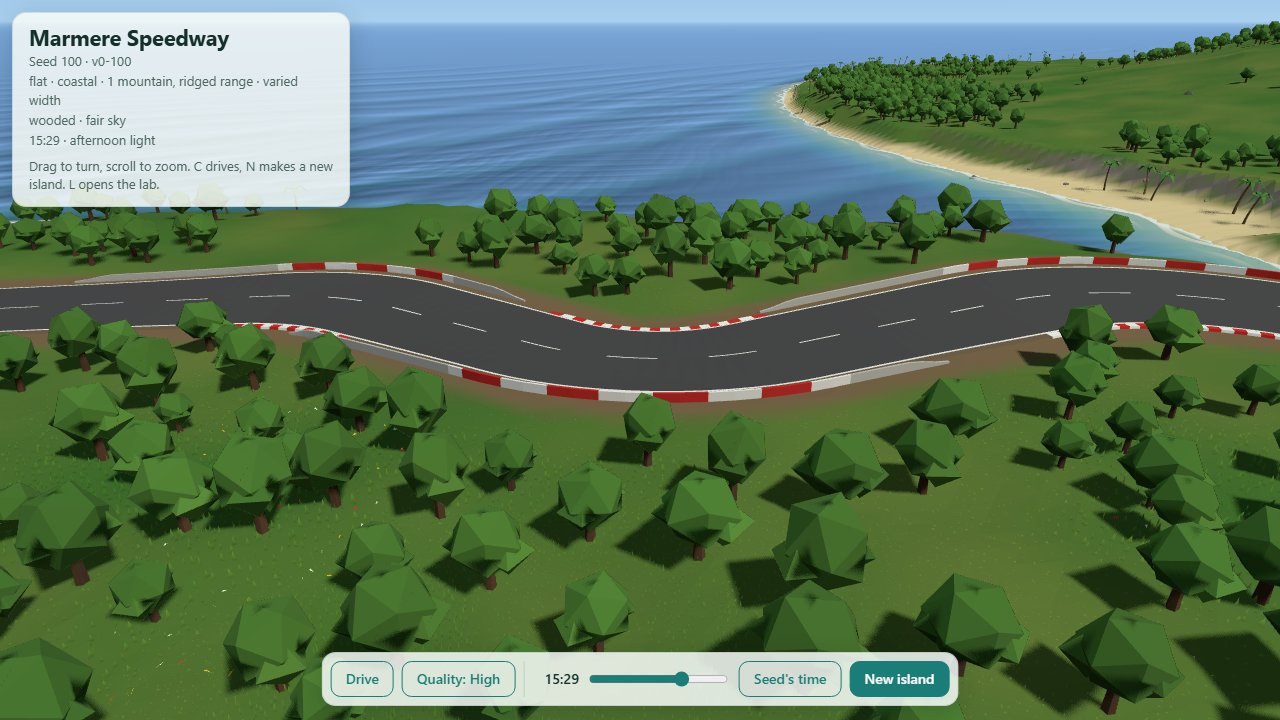 Marmere Speedway
Seed 100 · v0-100
flat · coastal · 1 mountain, ridged range · varied
width
wooded · fair sky
15:29 · afternoon light
Drag to turn, scroll to zoom. C drives, N makes a new
island. L opens the lab.
Drive
Quality: High
15:29
Seed's time
New island